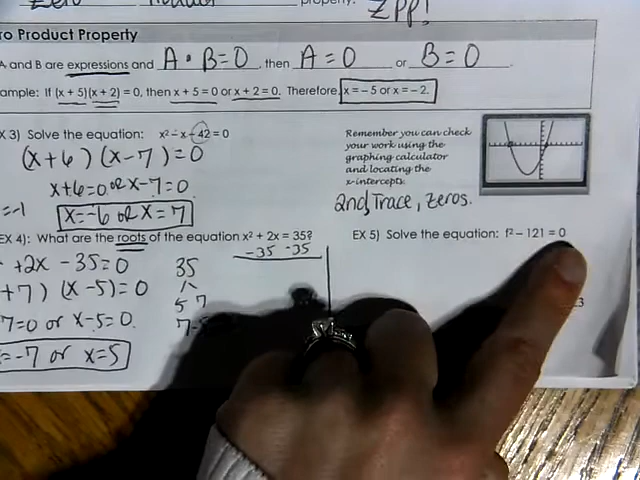 Zero Product property. ZPP!
ro Product Property
A and B are expressions and A • B = 0, then A = 0 or B = 0.
ample: If (x + 5)(x + 2) = 0, then x + 5 = 0 or x + 2 = 0. Therefore, x = – 5 or x = – 2.
X 3) Solve the equation: x² – x – 42 = 0
(x+6)(x-7)=0
x+6=0 or x-7=0
=-1
x=-6 or x=7
Remember you can check
your work using the
graphing calculator
and locating the
x-intercepts.
2nd, Trace, Zeros.
EX 4): What are the roots of the equation x² + 2x = 35?
-35 -35
+2x -35=0
+7) (x-5)=0
7=0 or x-5=0.
=-7 or x=5
35
5 7
EX 5) Solve the equation: f² – 121 = 0